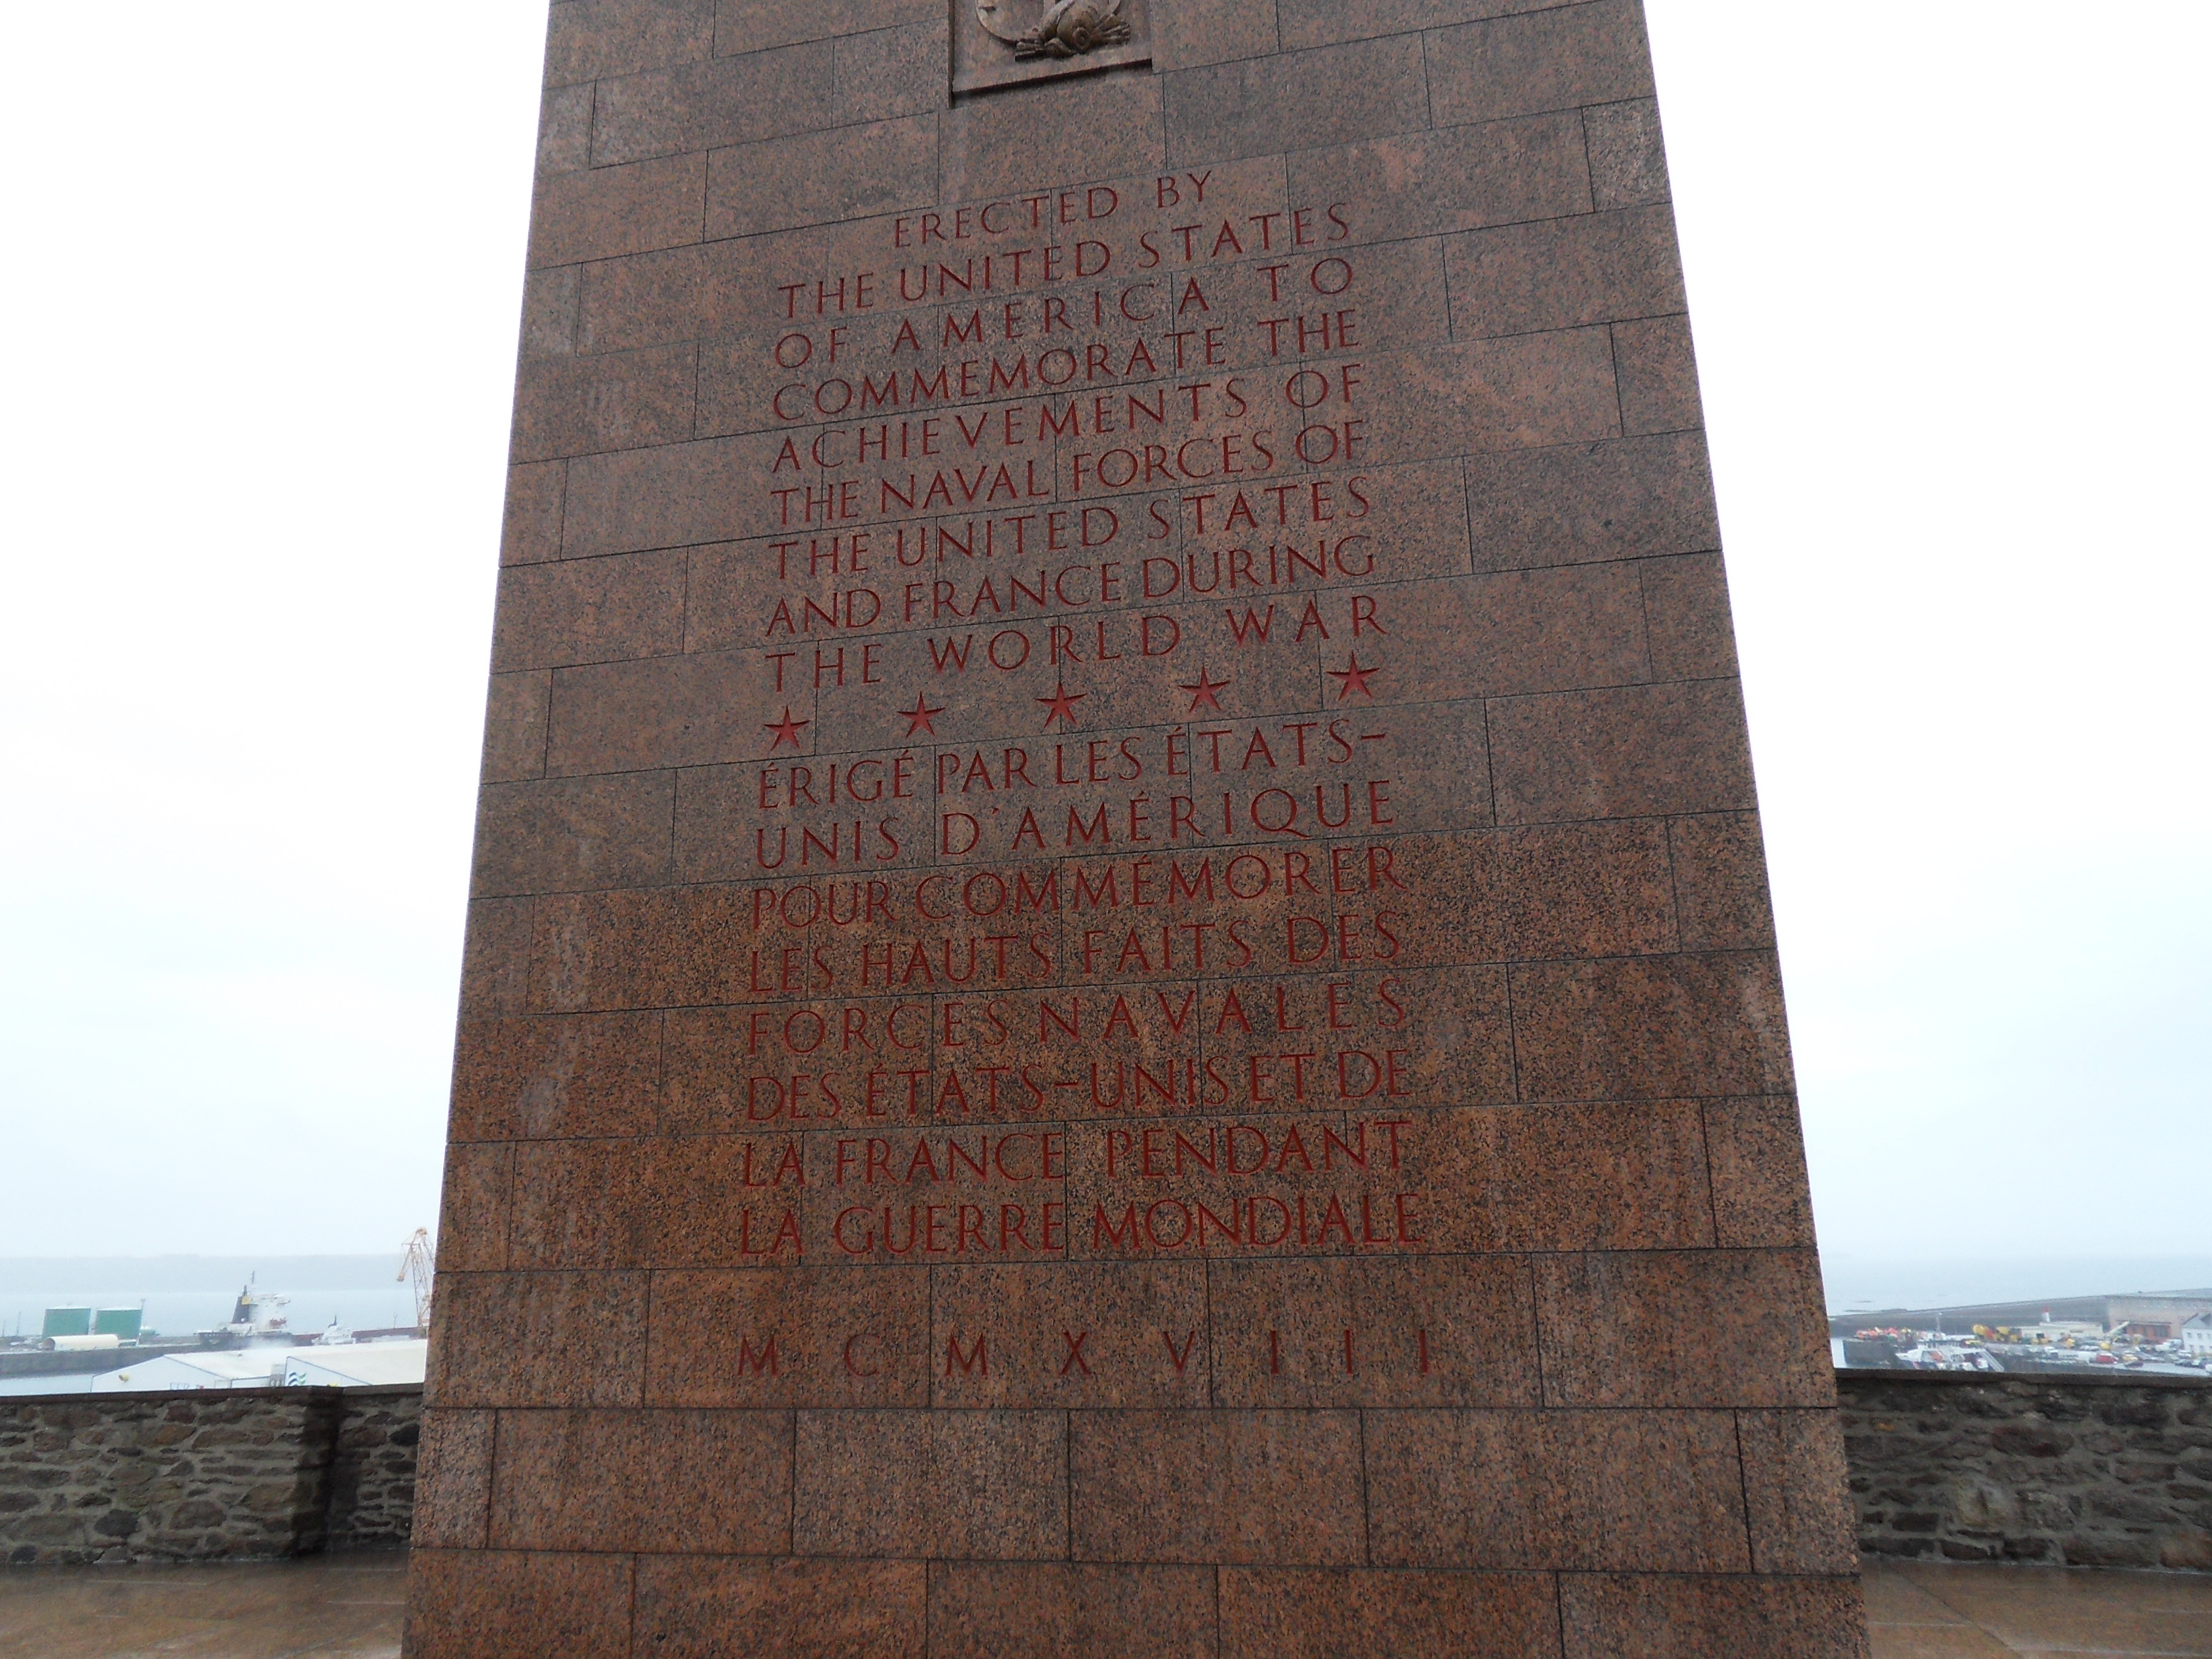 ERECTED BY
THE UNITED STATES
OF AMERICA TO
COMMEMORATE THE
ACHIEVEMENTS OF
THE NAVAL FORCES OF
THE UNITED STATES
AND FRANCE DURING
THE WORLD WAR
ÉRIGÉ PAR LES ÉTATS-
UNIS D'AMÉRIQUE
POUR COMMÉMORER
LES HAUTS FAITS DES
FORCES NAVALES
DES ÉTATS-UNIS ET DE
LA FRANCE PENDANT
LA GUERRE MONDIALE
MCMXVIII